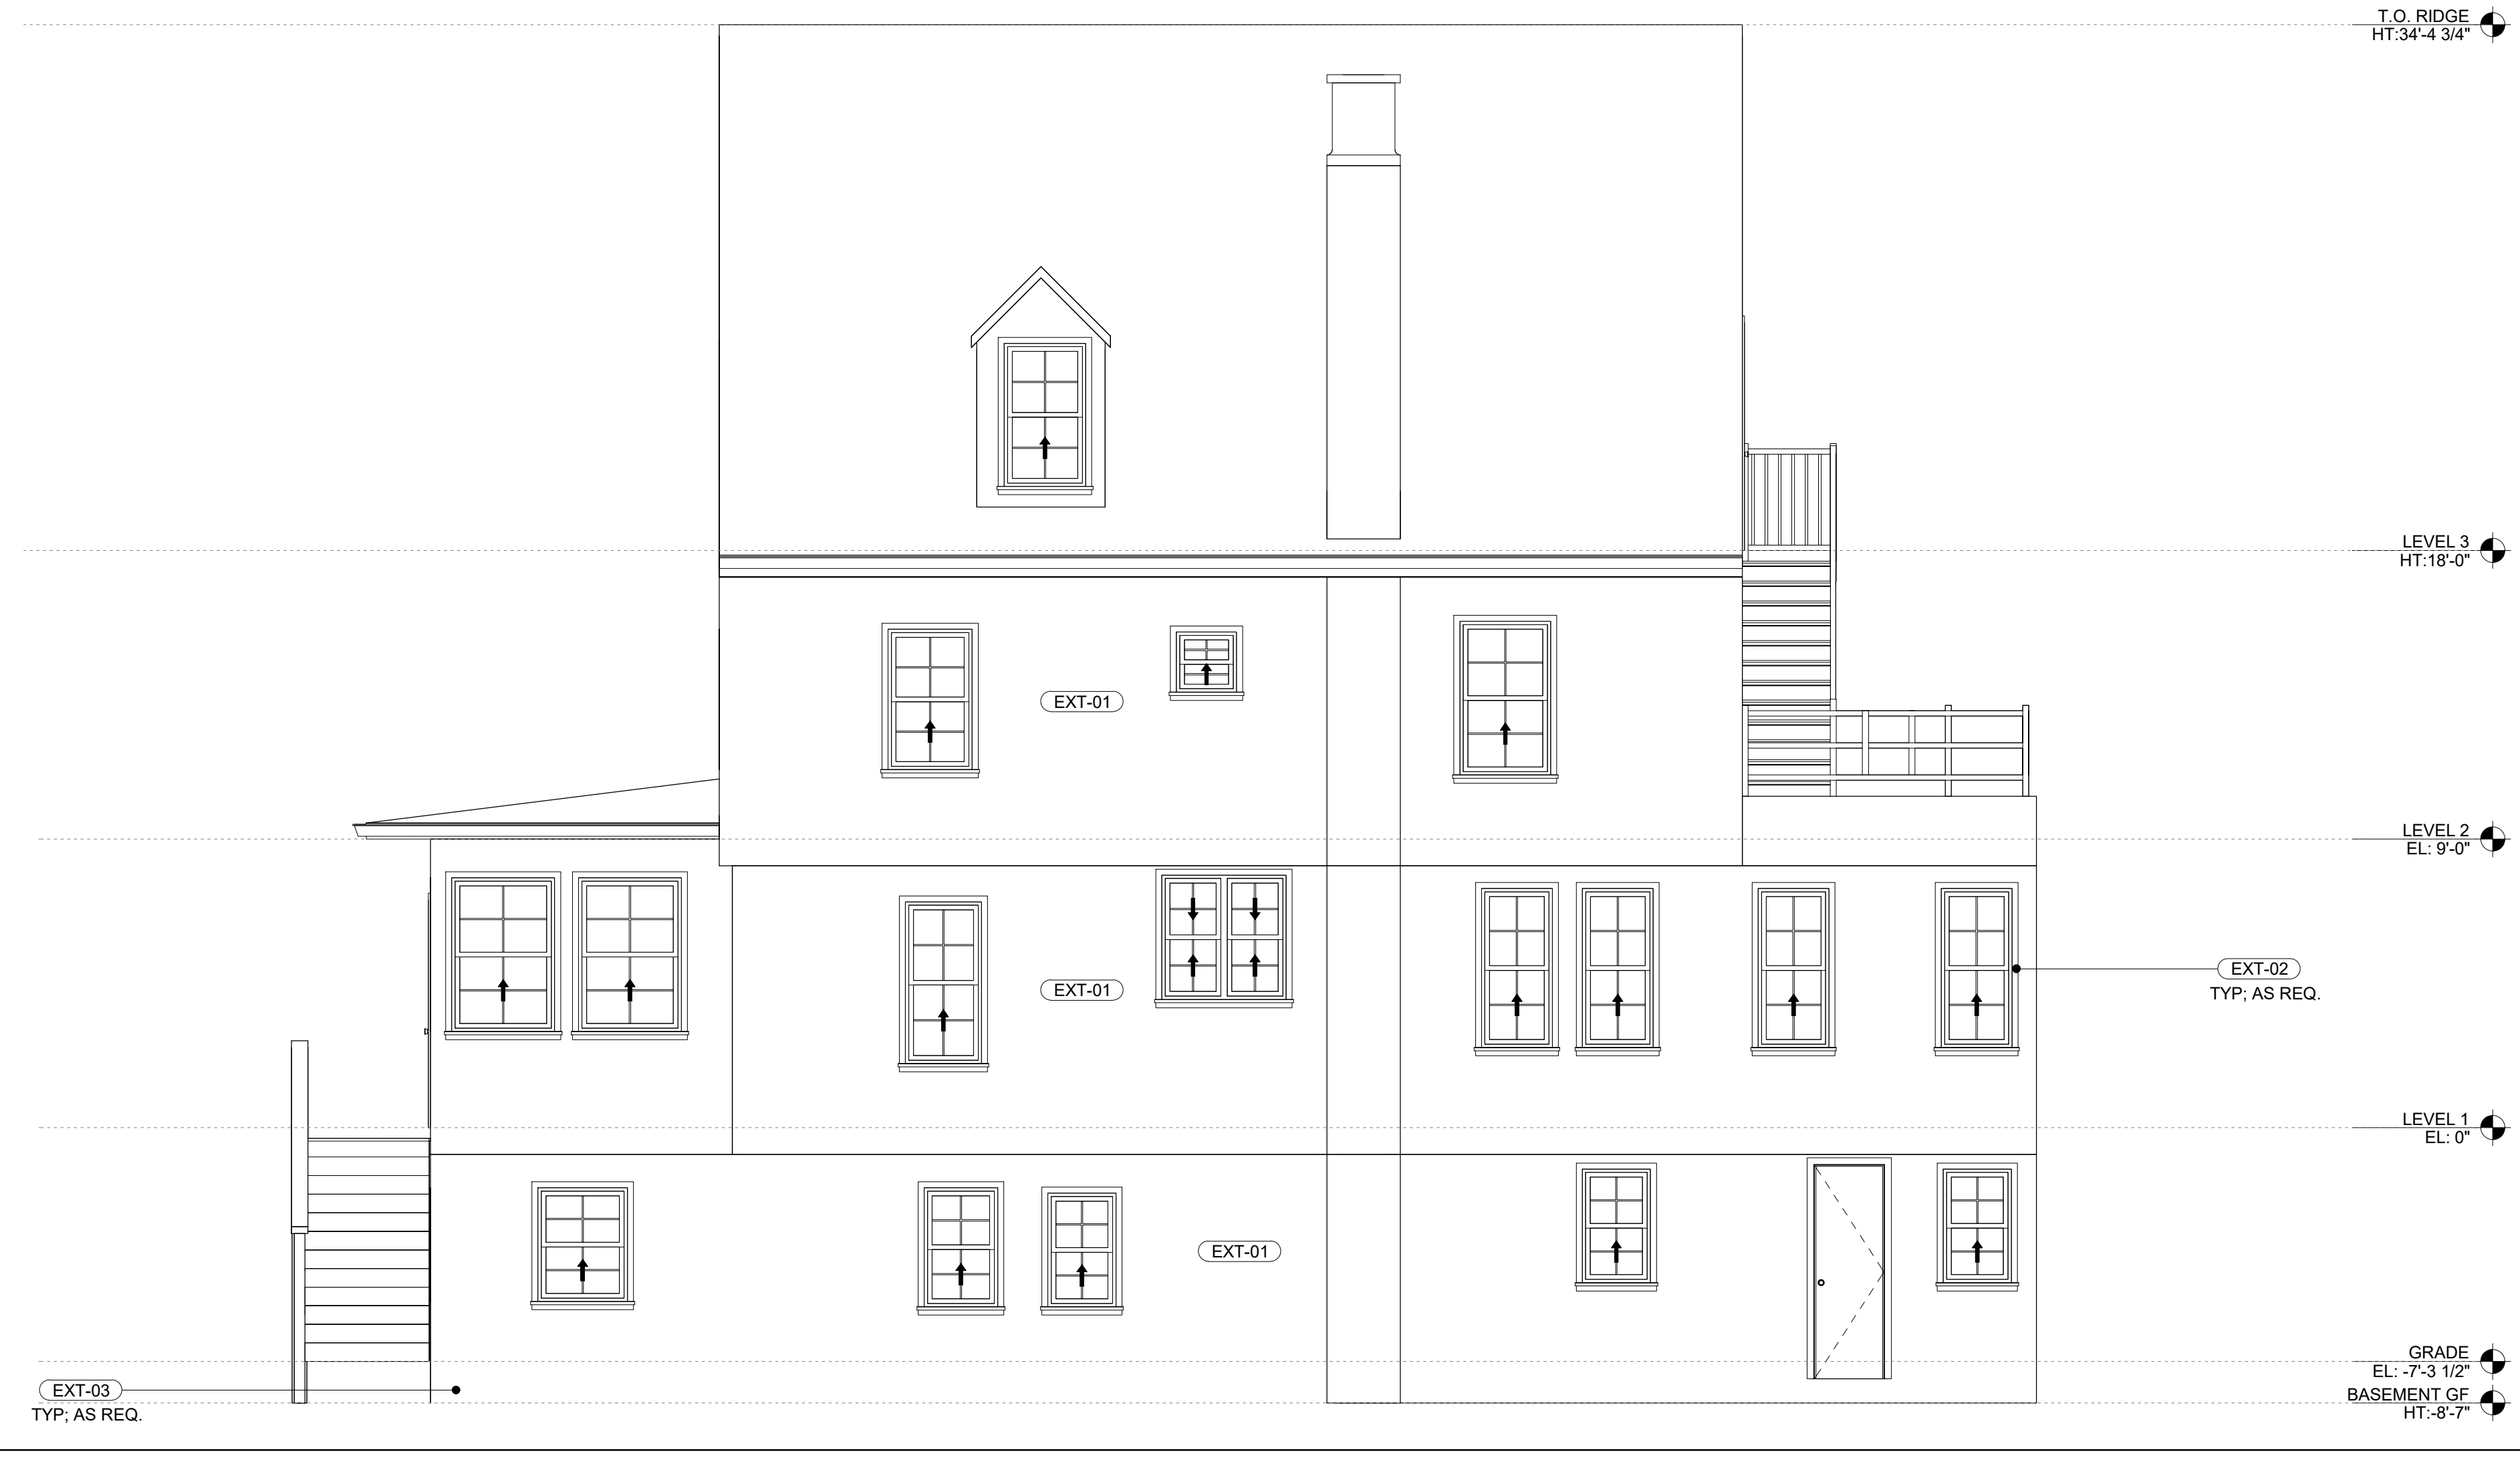 T.O. RIDGE
HT:34'-4 3/4"
LEVEL 3
HT:18'-0"
EXT-01
LEVEL 2
EL: 9'-0"
EXT-01
EXT-02
TYP; AS REQ.
LEVEL 1
EL: 0"
EXT-01
GRADE
EL: -7'-3 1/2"
EXT-03
TYP; AS REQ.
BASEMENT GF
HT:-8'-7"